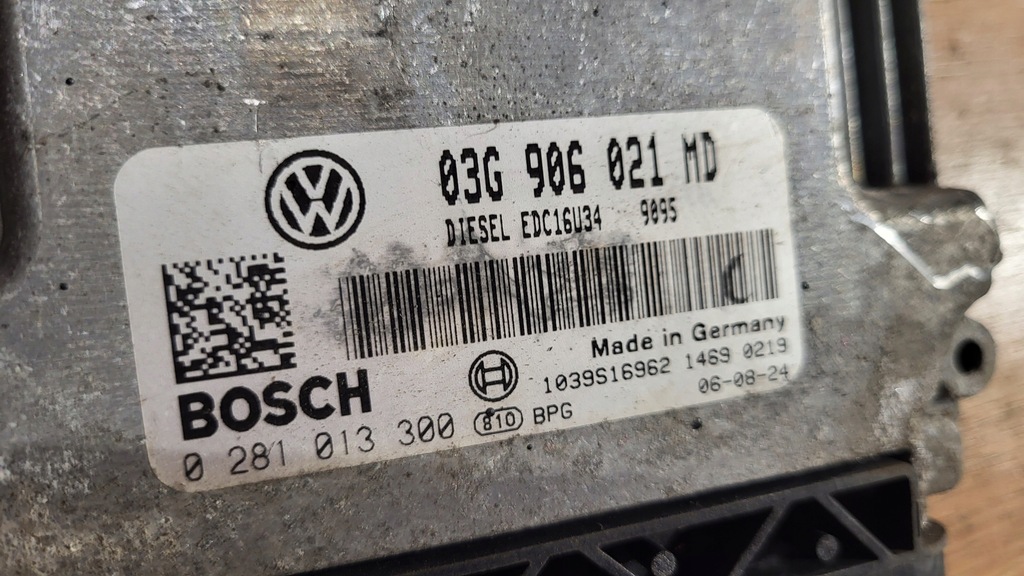 03G 906 021 MD
DIESEL EDC16U34 9095
Made in Germany
1039S16962 1469 0219
06-08-24
BOSCH
0 281 013 300 810 BPG